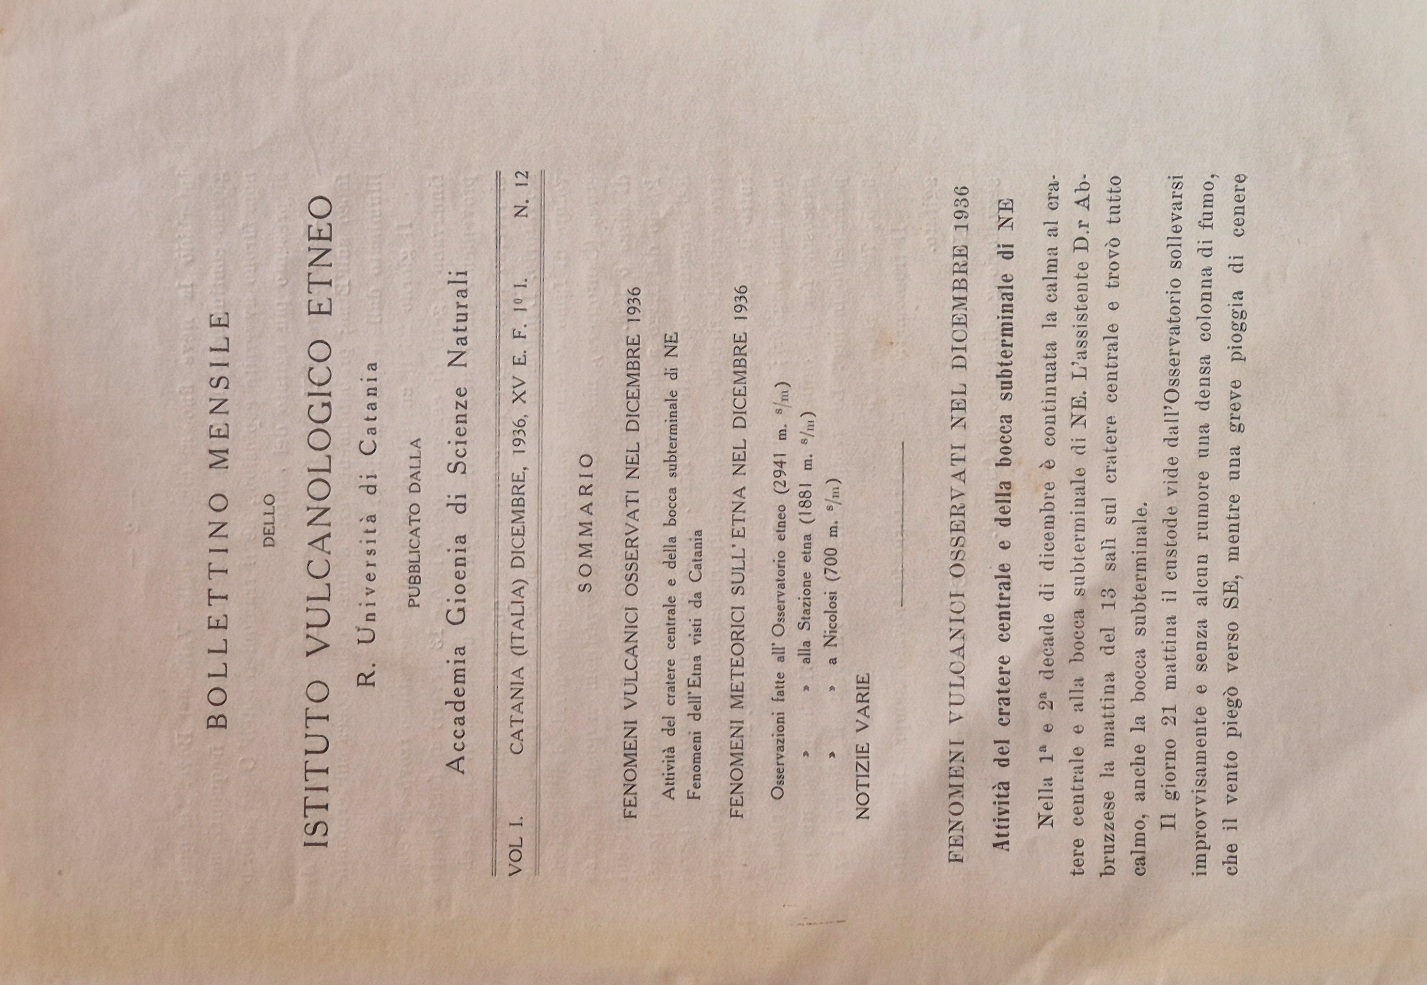 BOLLETTINO MENSILE
DELLO
ISTITUTO VULCANOLOGICO ETNEO
R. Università di Catania
PUBBLICATO DALLA
Accademia Gioenia di Scienze Naturali
VOL I. CATANIA (ITALIA) DICEMBRE, 1936, XV E. F. 1º I. N. 12
SOMMARIO
FENOMENI VULCANICI OSSERVATI NEL DICEMBRE 1936
Attività del cratere centrale e della bocca subterminale di NE
Fenomeni dell'Etna visti da Catania
FENOMENI METEORICI SULL'ETNA NEL DICEMBRE 1936
Osservazioni fatte all'Osservatorio etneo (2941 m. s/m)
» » alla Stazione etna (1881 m. s/m)
» » a Nicolosi (700 m. s/m)
NOTIZIE VARIE
FENOMENI VULCANICI OSSERVATI NEL DICEMBRE 1936
Attività del cratere centrale e della bocca subterminale di NE
Nella 1ª e 2ª decade di dicembre è continuata la calma al cra-
tere centrale e alla bocca subterminale di NE. L'assistente D.r Ab-
bruzzese la mattina del 13 salì sul cratere centrale e trovò tutto
calmo, anche la bocca subterminale.
Il giorno 21 mattina il custode vide dall'Osservatorio sollevarsi
improvvisamente e senza alcun rumore una densa colonna di fumo,
che il vento piegò verso SE, mentre una greve pioggia di cenere